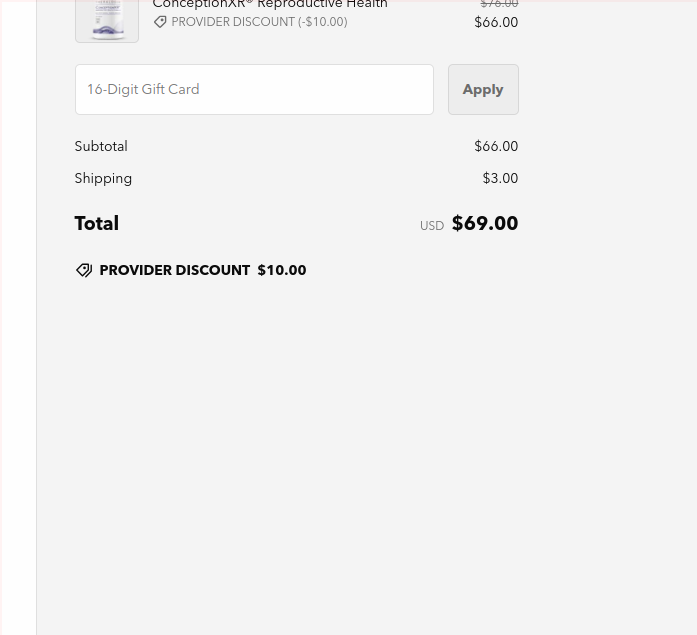 ConceptionXR® Reproductive Health $76.00
PROVIDER DISCOUNT (-$10.00) $66.00
16-Digit Gift Card Apply
Subtotal $66.00
Shipping $3.00
Total USD $69.00
PROVIDER DISCOUNT $10.00